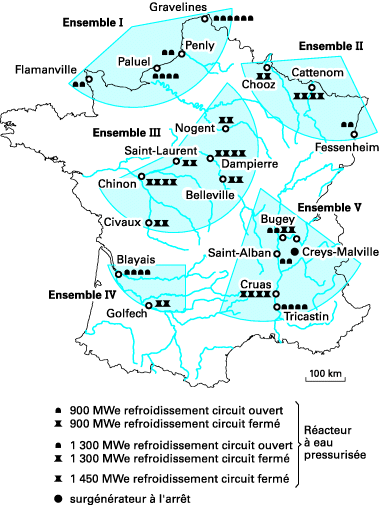 Gravelines
Ensemble I
Penly
Ensemble II
Paluel
Cattenom
Flamanville
Chooz
Ensemble III
Nogent
Fessenheim
Saint-Laurent
Dampierre
Chinon
Belleville
Ensemble V
Civaux
Bugey
Saint-Alban
Creys-Malville
Blayais
Cruas
Ensemble IV
Golfech
Tricastin
100 km
900 MWe refroidissement circuit ouvert
900 MWe refroidissement circuit fermé
1 300 MWe refroidissement circuit ouvert
1 300 MWe refroidissement circuit fermé
1 450 MWe refroidissement circuit fermé
Réacteur
à eau
pressurisée
surgénérateur à l'arrêt